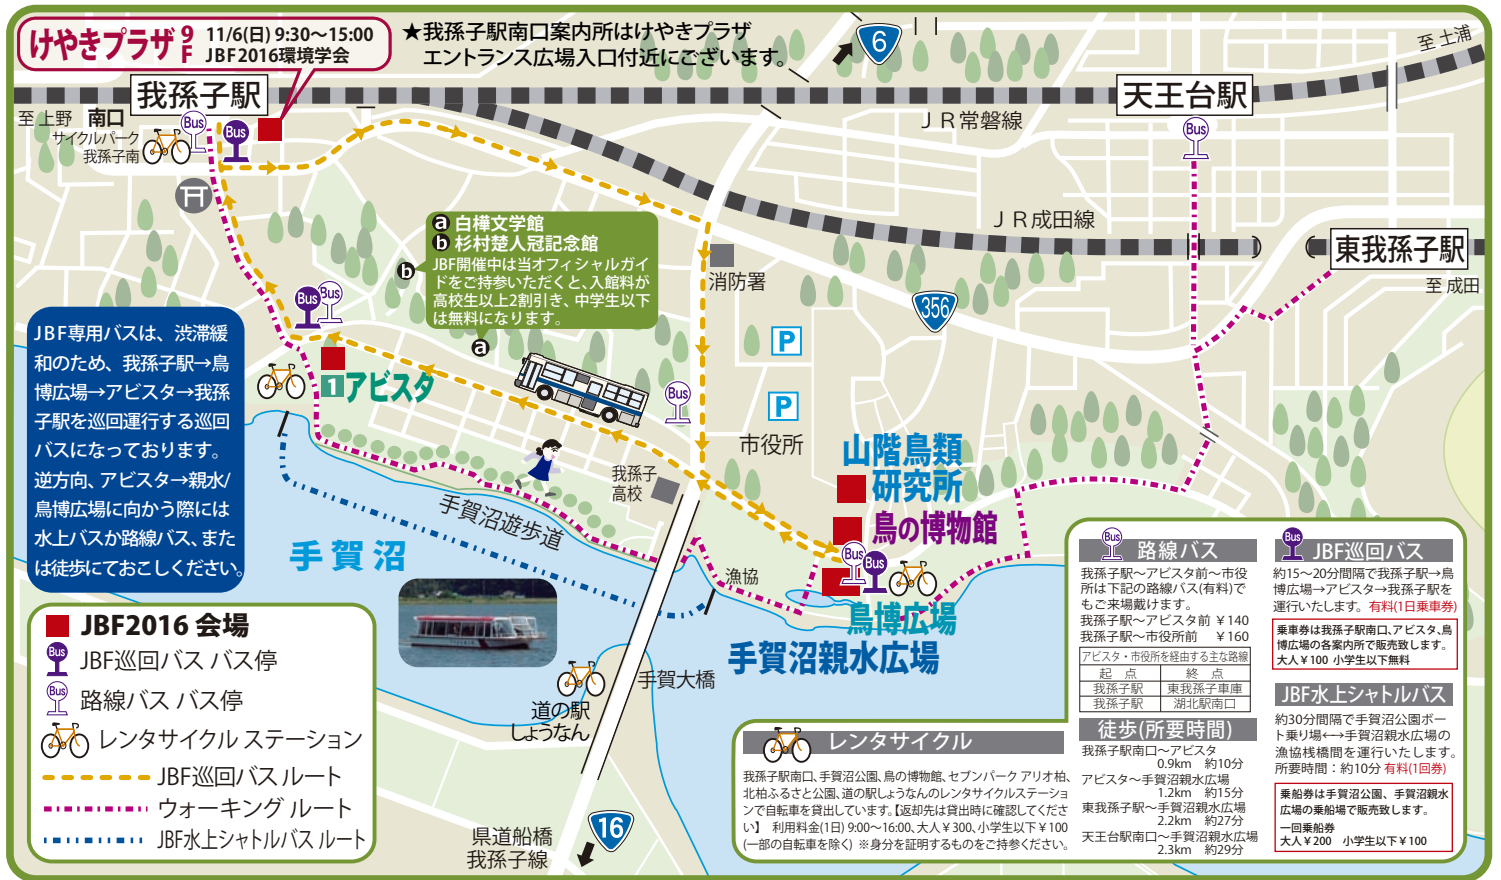 けやきプラザ 9F
11/6(日) 9:30〜15:00
JBF2016環境学会
★我孫子駅南口案内所はけやきプラザ
エントランス広場入口付近にございます。
6
至 土浦
我孫子駅
天王台駅
至 上野
南口
サイクルパーク
我孫子南
Bus
Bus
Bus
ＪＲ常磐線
ＪＲ成田線
東我孫子駅
至 成田
a 白樺文学館
b 杉村楚人冠記念館
JBF開催中は当オフィシャルガイ
ドをご持参いただくと、入館料が
高校生以上2割引き、中学生以下
は無料になります。
b
a
消防署
356
P
P
市役所
Bus
Bus
Bus
JBF専用バスは、渋滞緩
和のため、我孫子駅→鳥
博広場→アビスタ→我孫
子駅を巡回運行する巡回
バスになっております。
逆方向、アビスタ→親水/
鳥博広場に向かう際には
水上バスか路線バス、また
は徒歩にておこしください。
1 アビスタ
我孫子
高校
手賀沼遊歩道
手賀沼
山階鳥類
研究所
鳥の博物館
Bus
Bus
漁協
鳥博広場
手賀沼親水広場
手賀大橋
道の駅
しょうなん
16
県道船橋
我孫子線
JBF2016 会場
Bus
JBF巡回バス バス停
Bus
路線バス バス停
レンタサイクル ステーション
JBF巡回バス ルート
ウォーキング ルート
JBF水上シャトルバス ルート
レンタサイクル
我孫子駅南口、手賀沼公園、鳥の博物館、セブンパーク アリオ柏、
北柏ふるさと公園、道の駅しょうなんのレンタサイクルステーショ
ンで自転車を貸出しています。【返却先は貸出時に確認してくださ
い】 利用料金(1日) 9:00〜16:00、大人￥300、小学生以下￥100
(一部の自転車を除く) ※身分を証明するものをご持参ください。
Bus
路線バス
我孫子駅〜アビスタ前〜市役
所は下記の路線バス(有料)で
もご来場戴けます。
我孫子駅〜アビスタ前 ￥140
我孫子駅〜市役所前 ￥160
アビスタ・市役所を経由する主な路線
起 点 終 点
我孫子駅 東我孫子車庫
我孫子駅 湖北駅南口
徒歩(所要時間)
我孫子駅南口〜アビスタ
0.9km 約10分
アビスタ〜手賀沼親水広場
1.2km 約15分
東我孫子駅〜手賀沼親水広場
2.2km 約27分
天王台駅南口〜手賀沼親水広場
2.3km 約29分
Bus
JBF巡回バス
約15〜20分間隔で我孫子駅→鳥
博広場→アビスタ→我孫子駅を
運行いたします。有料(1日乗車券)
乗車券は我孫子駅南口、アビスタ、鳥
博広場の各案内所で販売致します。
大人￥100 小学生以下無料
JBF水上シャトルバス
約30分間隔で手賀沼公園ボー
ト乗り場⟷手賀沼親水広場の
漁協桟橋間を運行いたします。
所要時間：約10分 有料(1回券)
乗船券は手賀沼公園、手賀沼親水
広場の乗船場で販売致します。
一回乗船券
大人￥200 小学生以下￥100